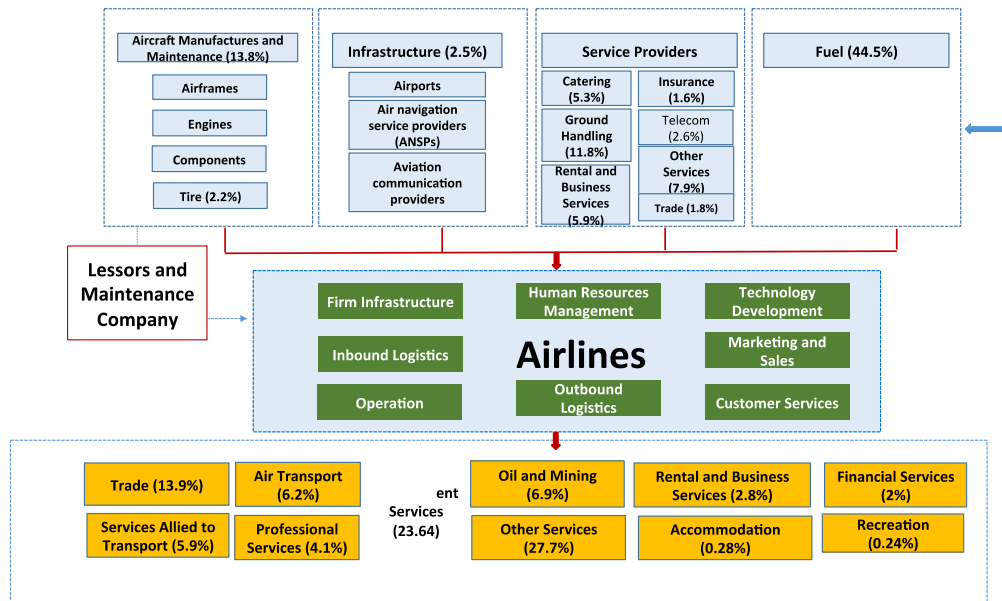 Aircraft Manufactures and
Maintenance (13.8%)
Airframes
Engines
Components
Tire (2.2%)
Infrastructure (2.5%)
Airports
Air navigation
service providers
(ANSPs)
Aviation
communication
providers
Service Providers
Catering
(5.3%)
Ground
Handling
(11.8%)
Rental and
Business
Services
(5.9%)
Insurance
(1.6%)
Telecom
(2.6%)
Other
Services
(7.9%)
Trade (1.8%)
Fuel (44.5%)
Lessors and
Maintenance
Company
Firm Infrastructure
Human Resources
Management
Technology
Development
Inbound Logistics
Airlines
Marketing and
Sales
Operation
Outbound
Logistics
Customer Services
Trade (13.9%)
Air Transport
(6.2%)
Services Allied to
Transport (5.9%)
Professional
Services (4.1%)
ent
Services
(23.64)
Oil and Mining
(6.9%)
Rental and Business
Services (2.8%)
Financial Services
(2%)
Other Services
(27.7%)
Accommodation
(0.28%)
Recreation
(0.24%)